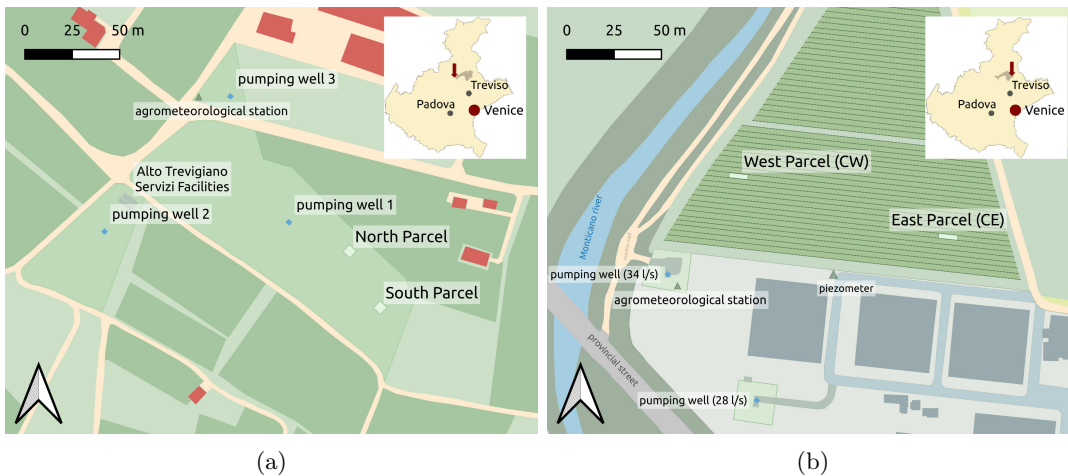 0 25 50 m
pumping well 3
agrometeorological station
Treviso
Padova
Venice
Alto Trevigiano
Servizi Facilities
pumping well 2
pumping well 1
North Parcel
South Parcel
(a)
0 25 50 m
Treviso
Padova
Venice
West Parcel (CW)
East Parcel (CE)
Monticano river
pumping well (34 l/s)
agrometeorological station
piezometer
provincial street
pumping well (28 l/s)
(b)